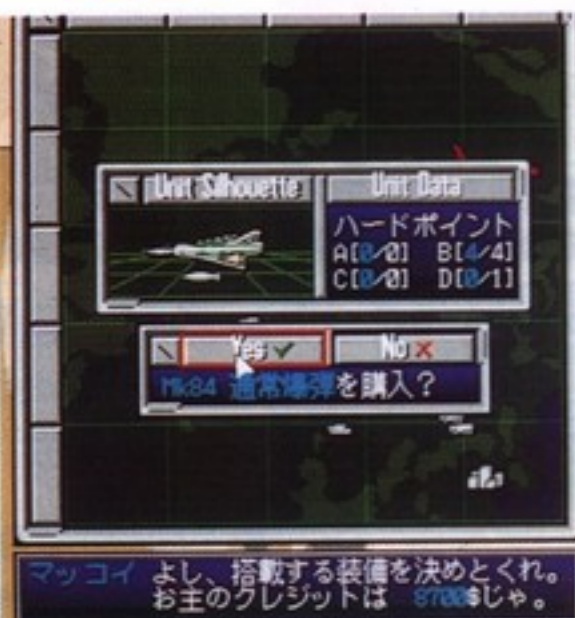 Unit Silhouette
Unit Data
ハードポイント
A[0/0] B[4/4]
C[0/0] D[0/1]
Yes No
Mk84 通常爆弾を購入?
マッコイ よし、搭載する装備を決めとくれ。
お主のクレジットは 8700$じゃ。